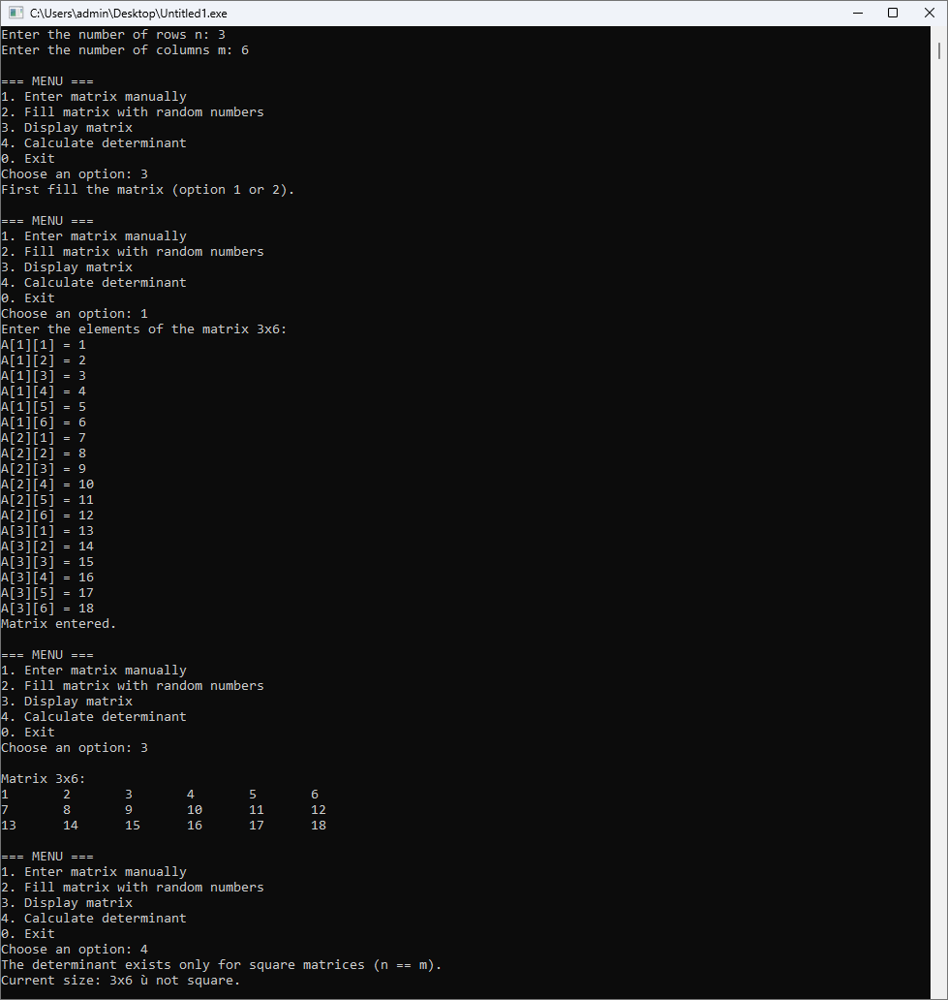 C:\Users\admin\Desktop\Untitled1.exe
Enter the number of rows n: 3
Enter the number of columns m: 6
=== MENU ===
1. Enter matrix manually
2. Fill matrix with random numbers
3. Display matrix
4. Calculate determinant
0. Exit
Choose an option: 3
First fill the matrix (option 1 or 2).
=== MENU ===
1. Enter matrix manually
2. Fill matrix with random numbers
3. Display matrix
4. Calculate determinant
0. Exit
Choose an option: 1
Enter the elements of the matrix 3x6:
A[1][1] = 1
A[1][2] = 2
A[1][3] = 3
A[1][4] = 4
A[1][5] = 5
A[1][6] = 6
A[2][1] = 7
A[2][2] = 8
A[2][3] = 9
A[2][4] = 10
A[2][5] = 11
A[2][6] = 12
A[3][1] = 13
A[3][2] = 14
A[3][3] = 15
A[3][4] = 16
A[3][5] = 17
A[3][6] = 18
Matrix entered.
=== MENU ===
1. Enter matrix manually
2. Fill matrix with random numbers
3. Display matrix
4. Calculate determinant
0. Exit
Choose an option: 3
Matrix 3x6:
1 2 3 4 5 6
7 8 9 10 11 12
13 14 15 16 17 18
=== MENU ===
1. Enter matrix manually
2. Fill matrix with random numbers
3. Display matrix
4. Calculate determinant
0. Exit
Choose an option: 4
The determinant exists only for square matrices (n == m).
Current size: 3x6 ù not square.